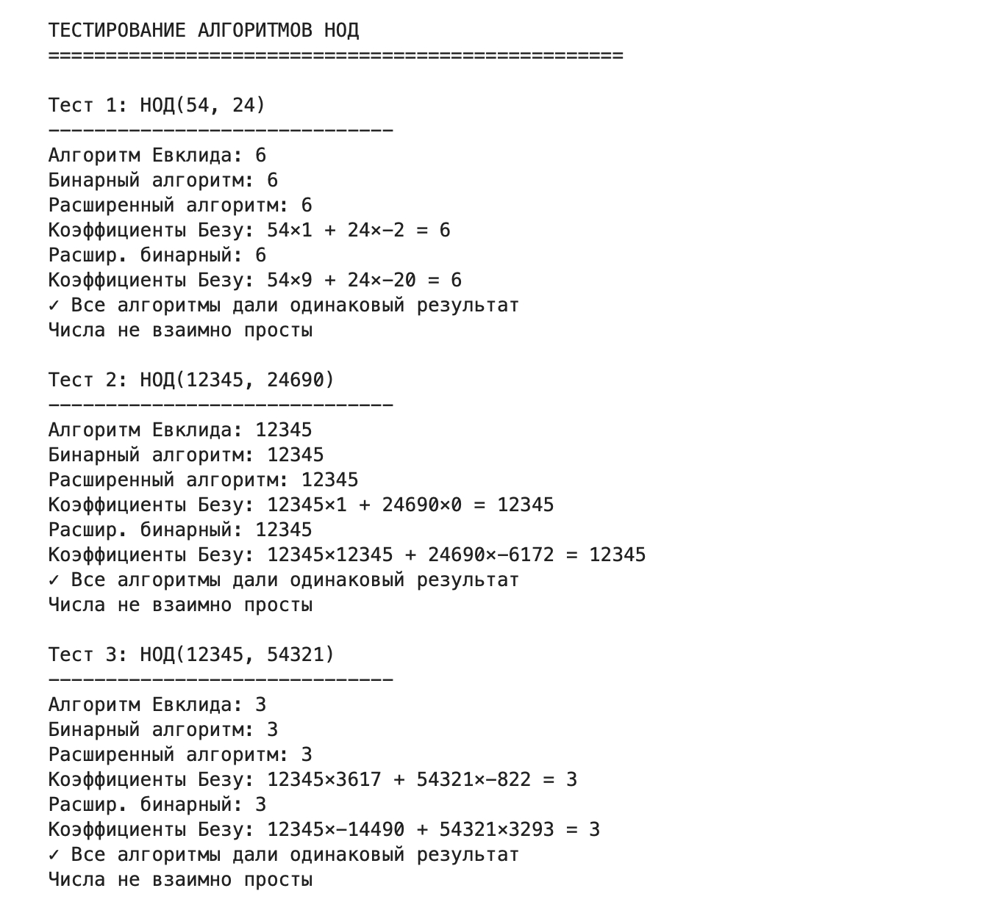 ТЕСТИРОВАНИЕ АЛГОРИТМОВ НОД
==================================================
Тест 1: НОД(54, 24)
------------------------------
Алгоритм Евклида: 6
Бинарный алгоритм: 6
Расширенный алгоритм: 6
Коэффициенты Безу: 54×1 + 24×-2 = 6
Расшир. бинарный: 6
Коэффициенты Безу: 54×9 + 24×-20 = 6
✓ Все алгоритмы дали одинаковый результат
Числа не взаимно просты
Тест 2: НОД(12345, 24690)
------------------------------
Алгоритм Евклида: 12345
Бинарный алгоритм: 12345
Расширенный алгоритм: 12345
Коэффициенты Безу: 12345×1 + 24690×0 = 12345
Расшир. бинарный: 12345
Коэффициенты Безу: 12345×12345 + 24690×-6172 = 12345
✓ Все алгоритмы дали одинаковый результат
Числа не взаимно просты
Тест 3: НОД(12345, 54321)
------------------------------
Алгоритм Евклида: 3
Бинарный алгоритм: 3
Расширенный алгоритм: 3
Коэффициенты Безу: 12345×3617 + 54321×-822 = 3
Расшир. бинарный: 3
Коэффициенты Безу: 12345×-14490 + 54321×3293 = 3
✓ Все алгоритмы дали одинаковый результат
Числа не взаимно просты